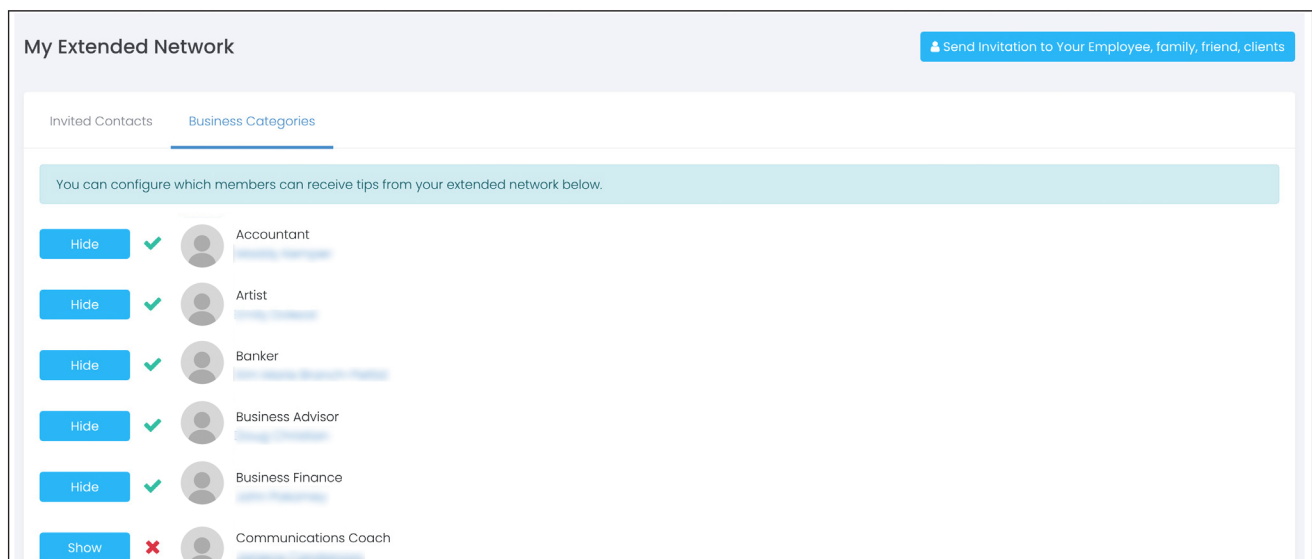 My Extended Network
Send Invitation to Your Employee, family, friend, clients
Invited Contacts
Business Categories
You can configure which members can receive tips from your extended network below.
Hide
Accountant
Hide
Artist
Hide
Banker
Hide
Business Advisor
Hide
Business Finance
Show
Communications Coach